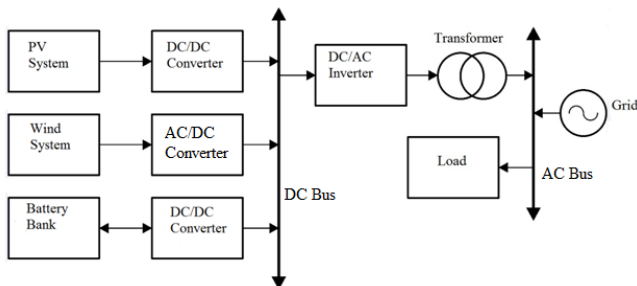 PV
System
DC/DC
Converter
DC/AC
Inverter
Transformer
Grid
Wind
System
AC/DC
Converter
Load
AC Bus
DC Bus
Battery
Bank
DC/DC
Converter